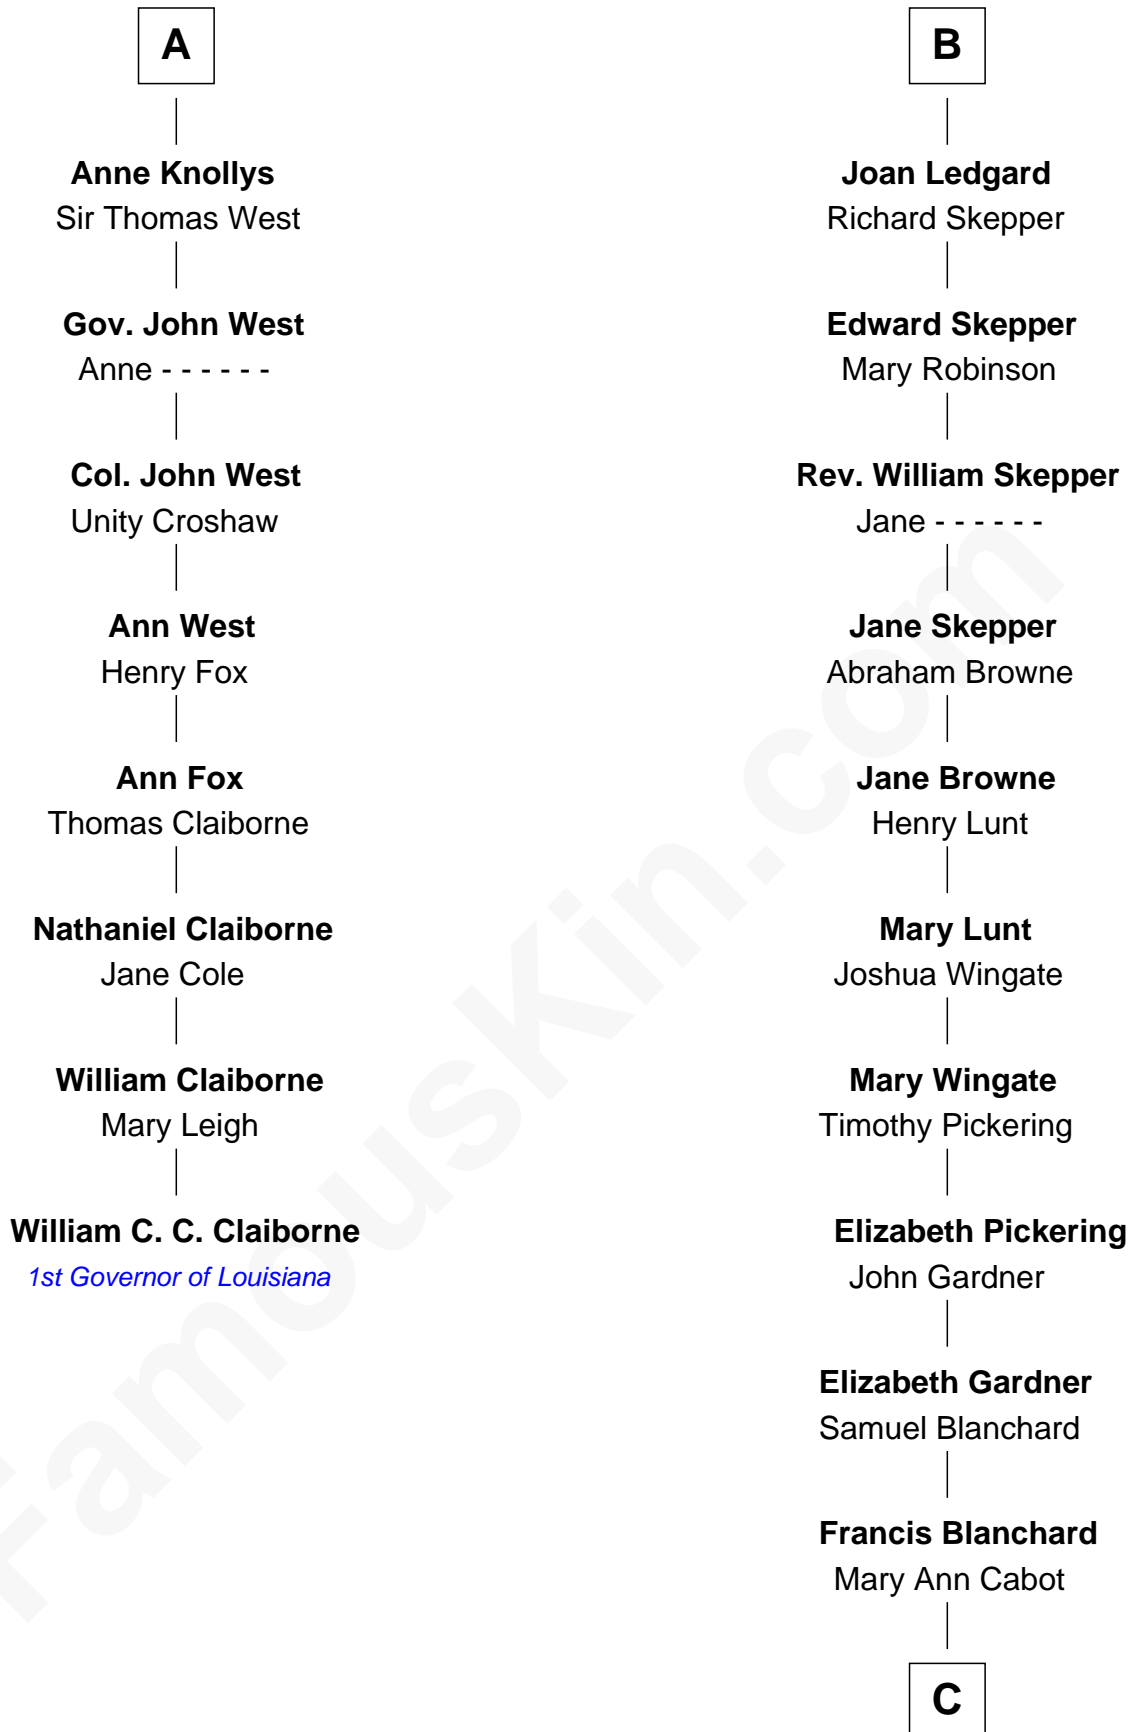 A
Anne Knollys
Sir Thomas West
Gov. John West
Anne - - - - - -
Col. John West
Unity Croshaw
Ann West
Henry Fox
Ann Fox
Thomas Claiborne
Nathaniel Claiborne
Jane Cole
William Claiborne
Mary Leigh
William C. C. Claiborne
1st Governor of Louisiana
B
Joan Ledgard
Richard Skepper
Edward Skepper
Mary Robinson
Rev. William Skepper
Jane - - - - - -
Jane Skepper
Abraham Browne
Jane Browne
Henry Lunt
Mary Lunt
Joshua Wingate
Mary Wingate
Timothy Pickering
Elizabeth Pickering
John Gardner
Elizabeth Gardner
Samuel Blanchard
Francis Blanchard
Mary Ann Cabot
C
FamousKin.com